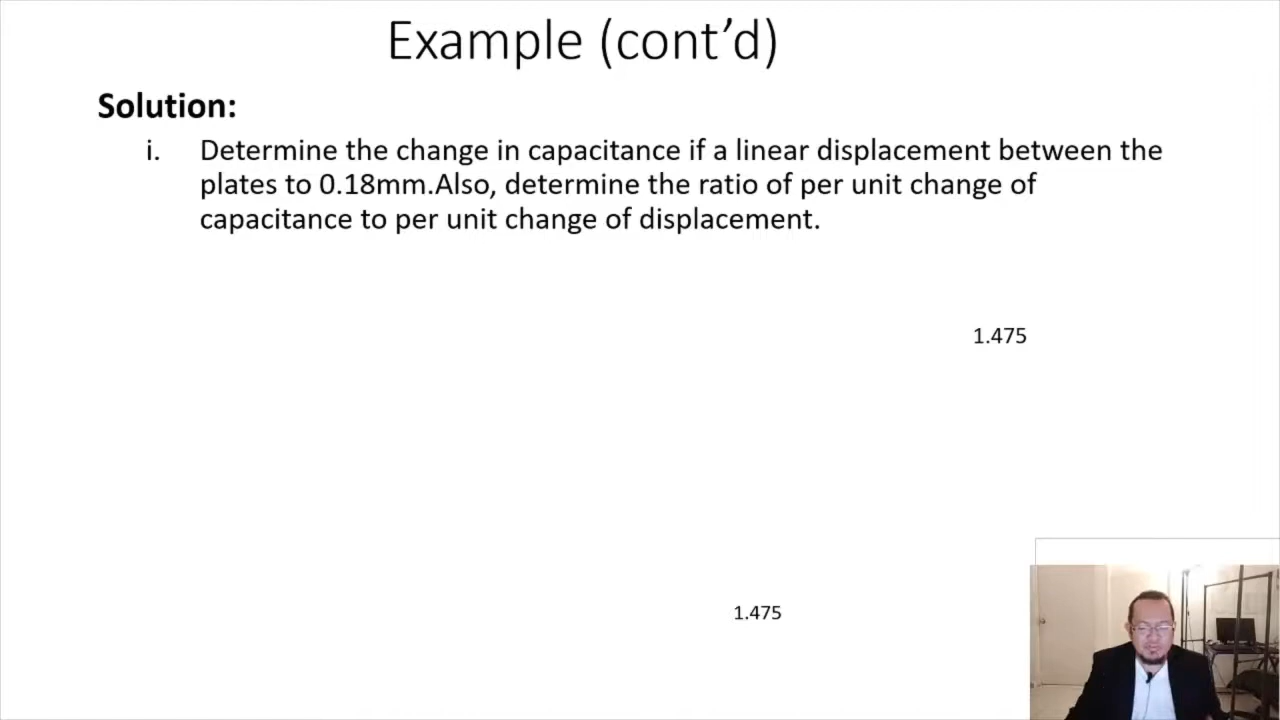 Example (cont’d)
Solution:
i. Determine the change in capacitance if a linear displacement between the
plates to 0.18mm.Also, determine the ratio of per unit change of
capacitance to per unit change of displacement.
1.475
1.475